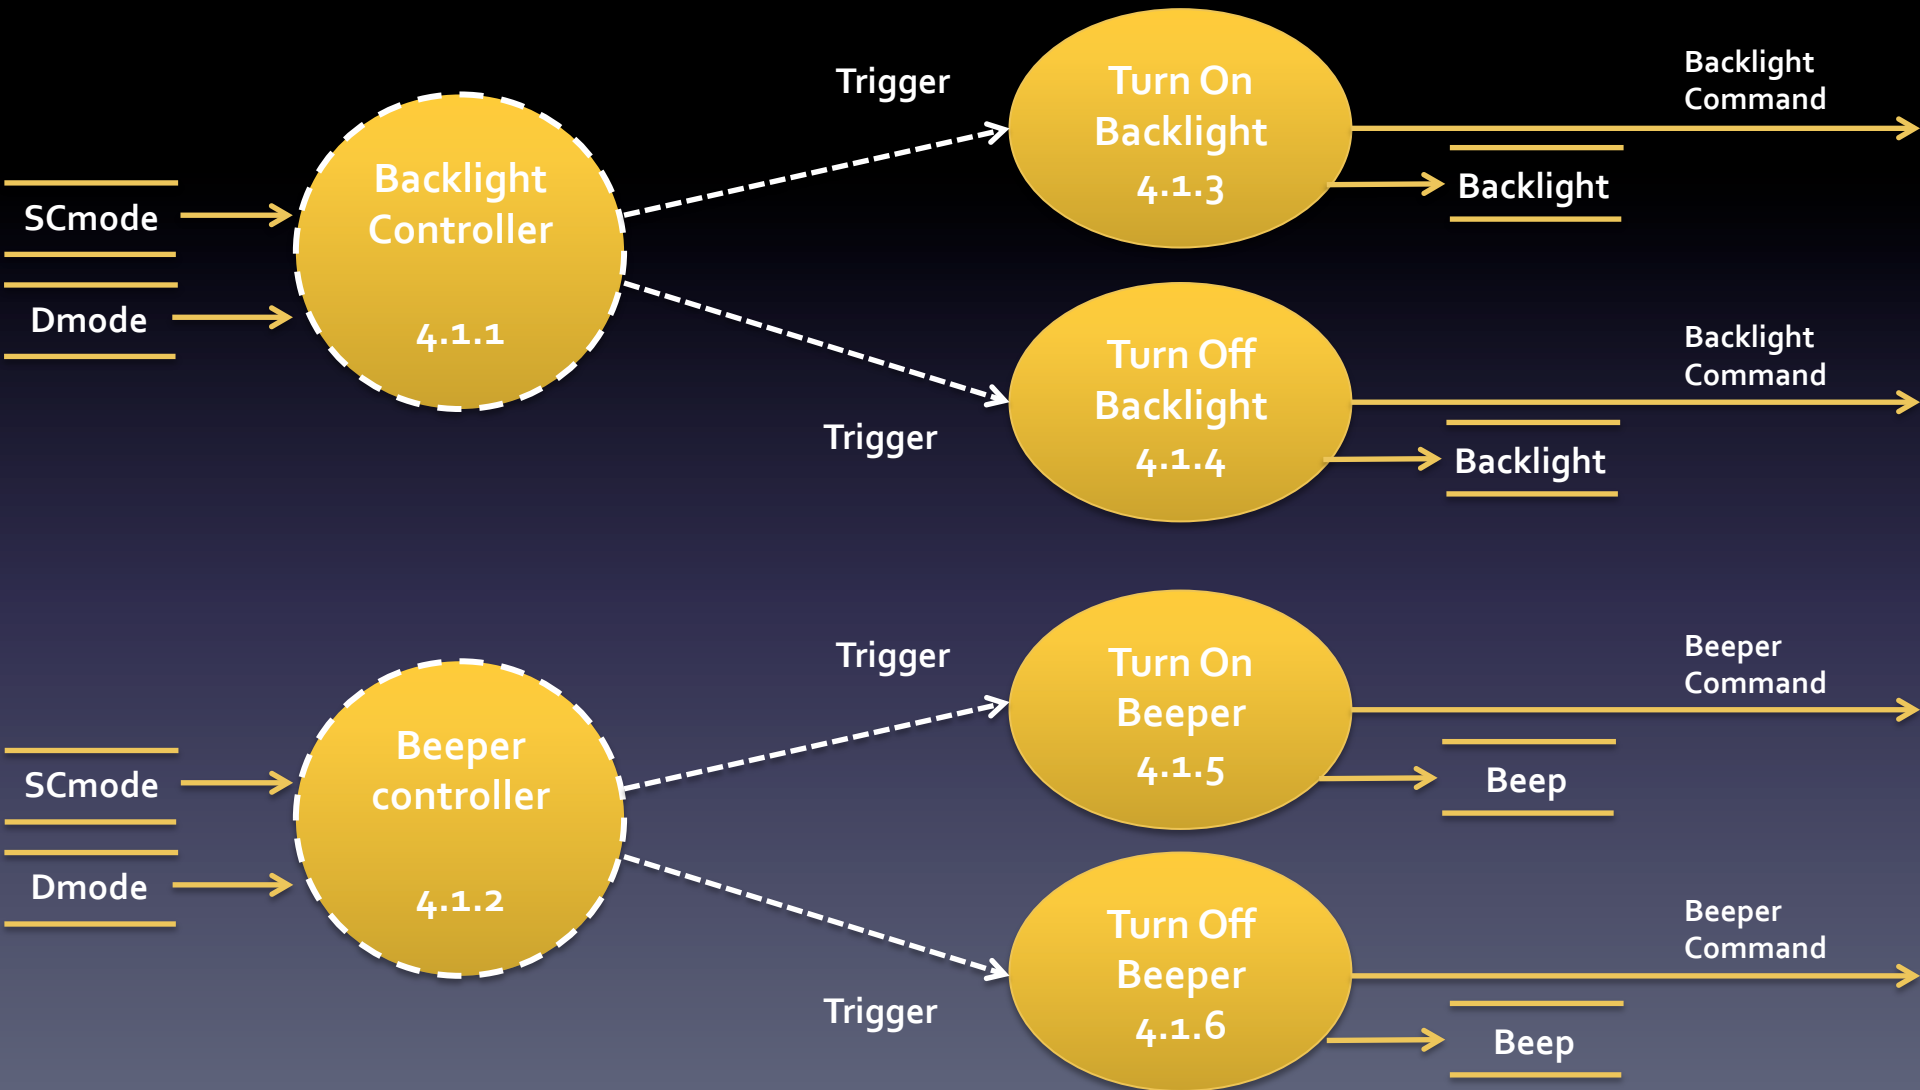 Trigger
Turn On
Backlight
4.1.3
Backlight
Command
Backlight
SCmode
Dmode
Backlight
Controller
4.1.1
Trigger
Turn Off
Backlight
4.1.4
Backlight
Command
Backlight
Trigger
Turn On
Beeper
4.1.5
Beeper
Command
Beep
SCmode
Dmode
Beeper
controller
4.1.2
Trigger
Turn Off
Beeper
4.1.6
Beeper
Command
Beep